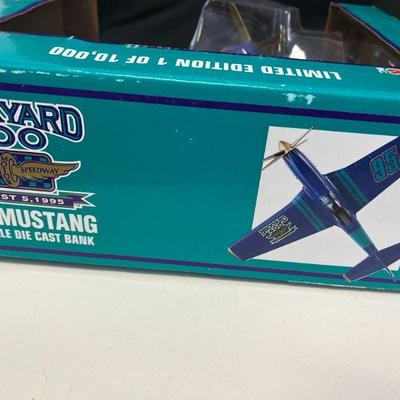 LIMITED EDITION 1 OF 10,000
YARD
00
SPEEDWAY
ST 5, 1995
MUSTANG
LE DIE CAST BANK
95